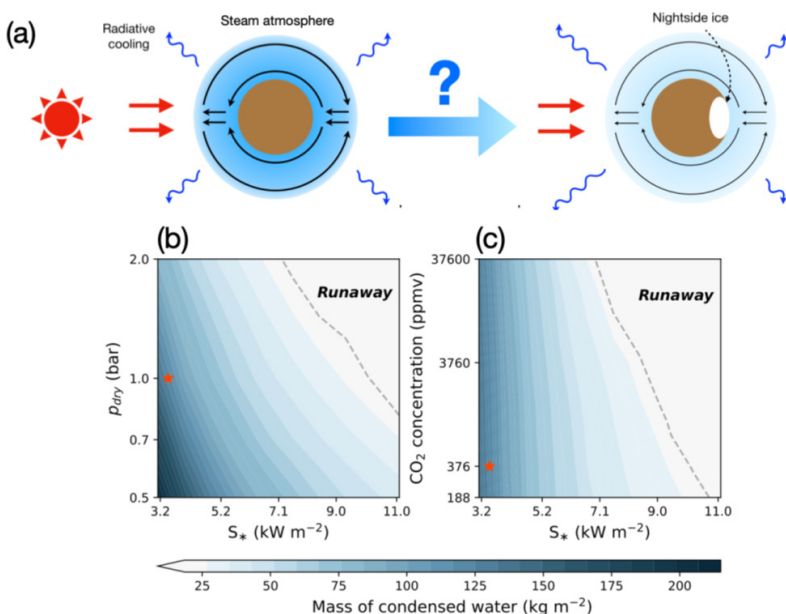 (a)
Radiative
cooling
Steam atmosphere
Nightside ice
?
(b)
2.0
1.0
0.7
0.5
p_dry (bar)
Runaway
3.2 5.2 7.1 9.0 11.0
S* (kW m⁻²)
(c)
37600
3760
376
188
CO₂ concentration (ppmv)
Runaway
3.2 5.2 7.1 9.0 11.0
S* (kW m⁻²)
25 50 75 100 125 150 175 200
Mass of condensed water (kg m⁻²)